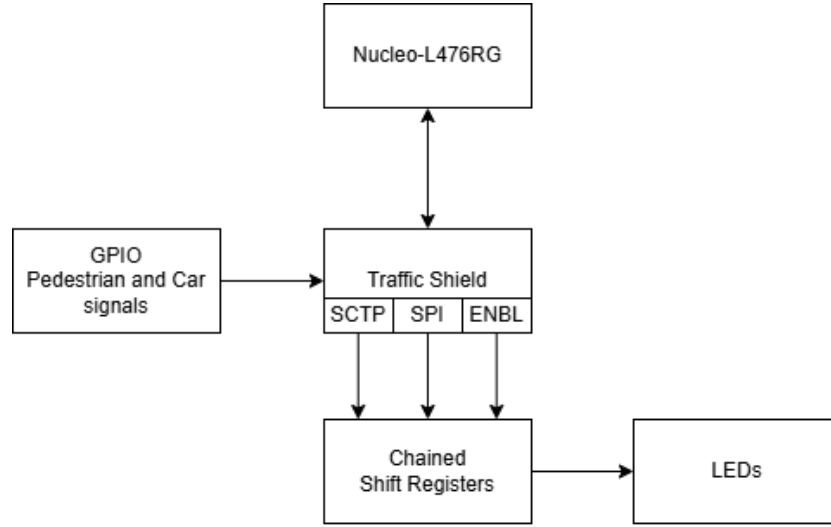 Nucleo-L476RG
GPIO
Pedestrian and Car
signals
Traffic Shield
SCTP
SPI
ENBL
Chained
Shift Registers
LEDs